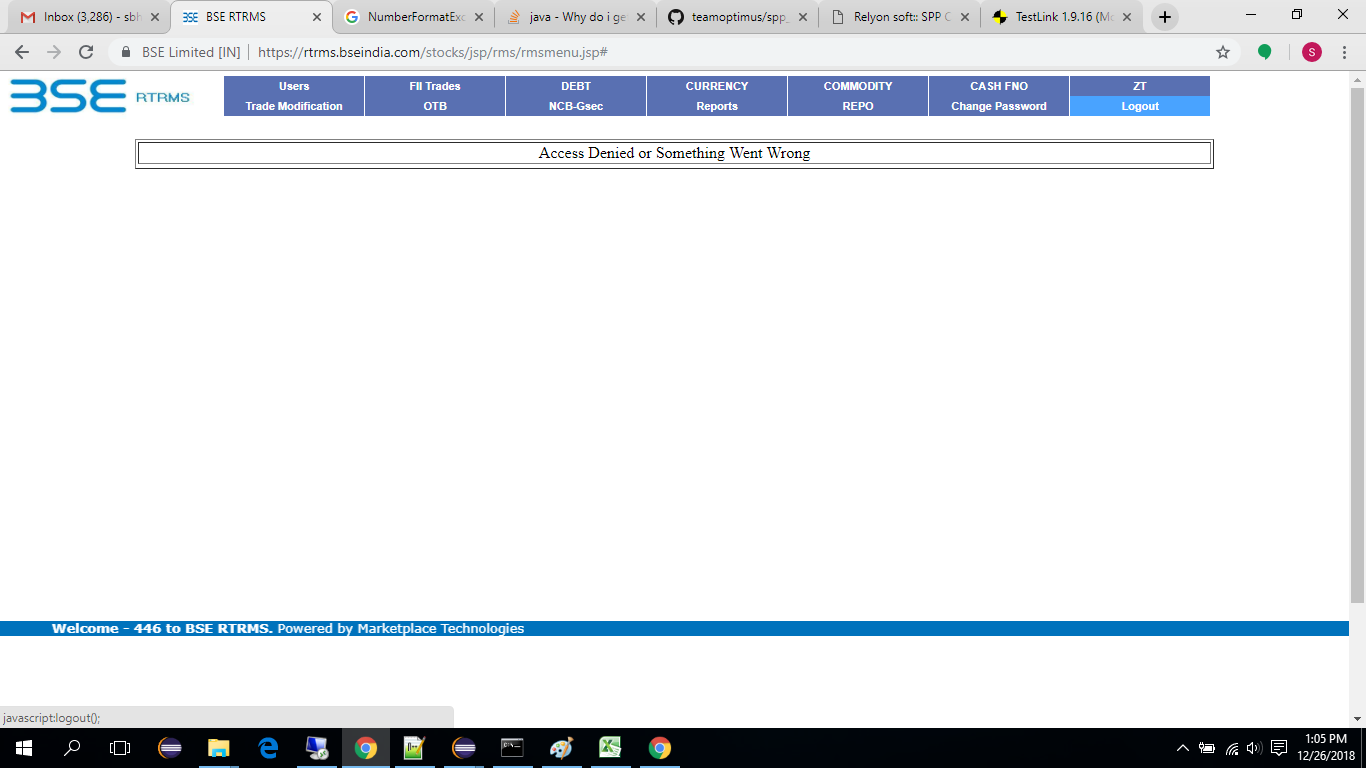 Inbox (3,286) - sbh
BSE RTRMS
NumberFormatExc
java - Why do i ge
teamoptimus/spp_
Relyon soft:: SPP C
TestLink 1.9.16 (Mo
BSE Limited [IN] https://rtrms.bseindia.com/stocks/jsp/rms/rmsmenu.jsp#
S
BSE RTRMS
Users FII Trades DEBT CURRENCY COMMODITY CASH FNO ZT
Trade Modification OTB NCB-Gsec Reports REPO Change Password Logout
Access Denied or Something Went Wrong
Welcome - 446 to BSE RTRMS. Powered by Marketplace Technologies
javascript:logout();
1:05 PM
12/26/2018